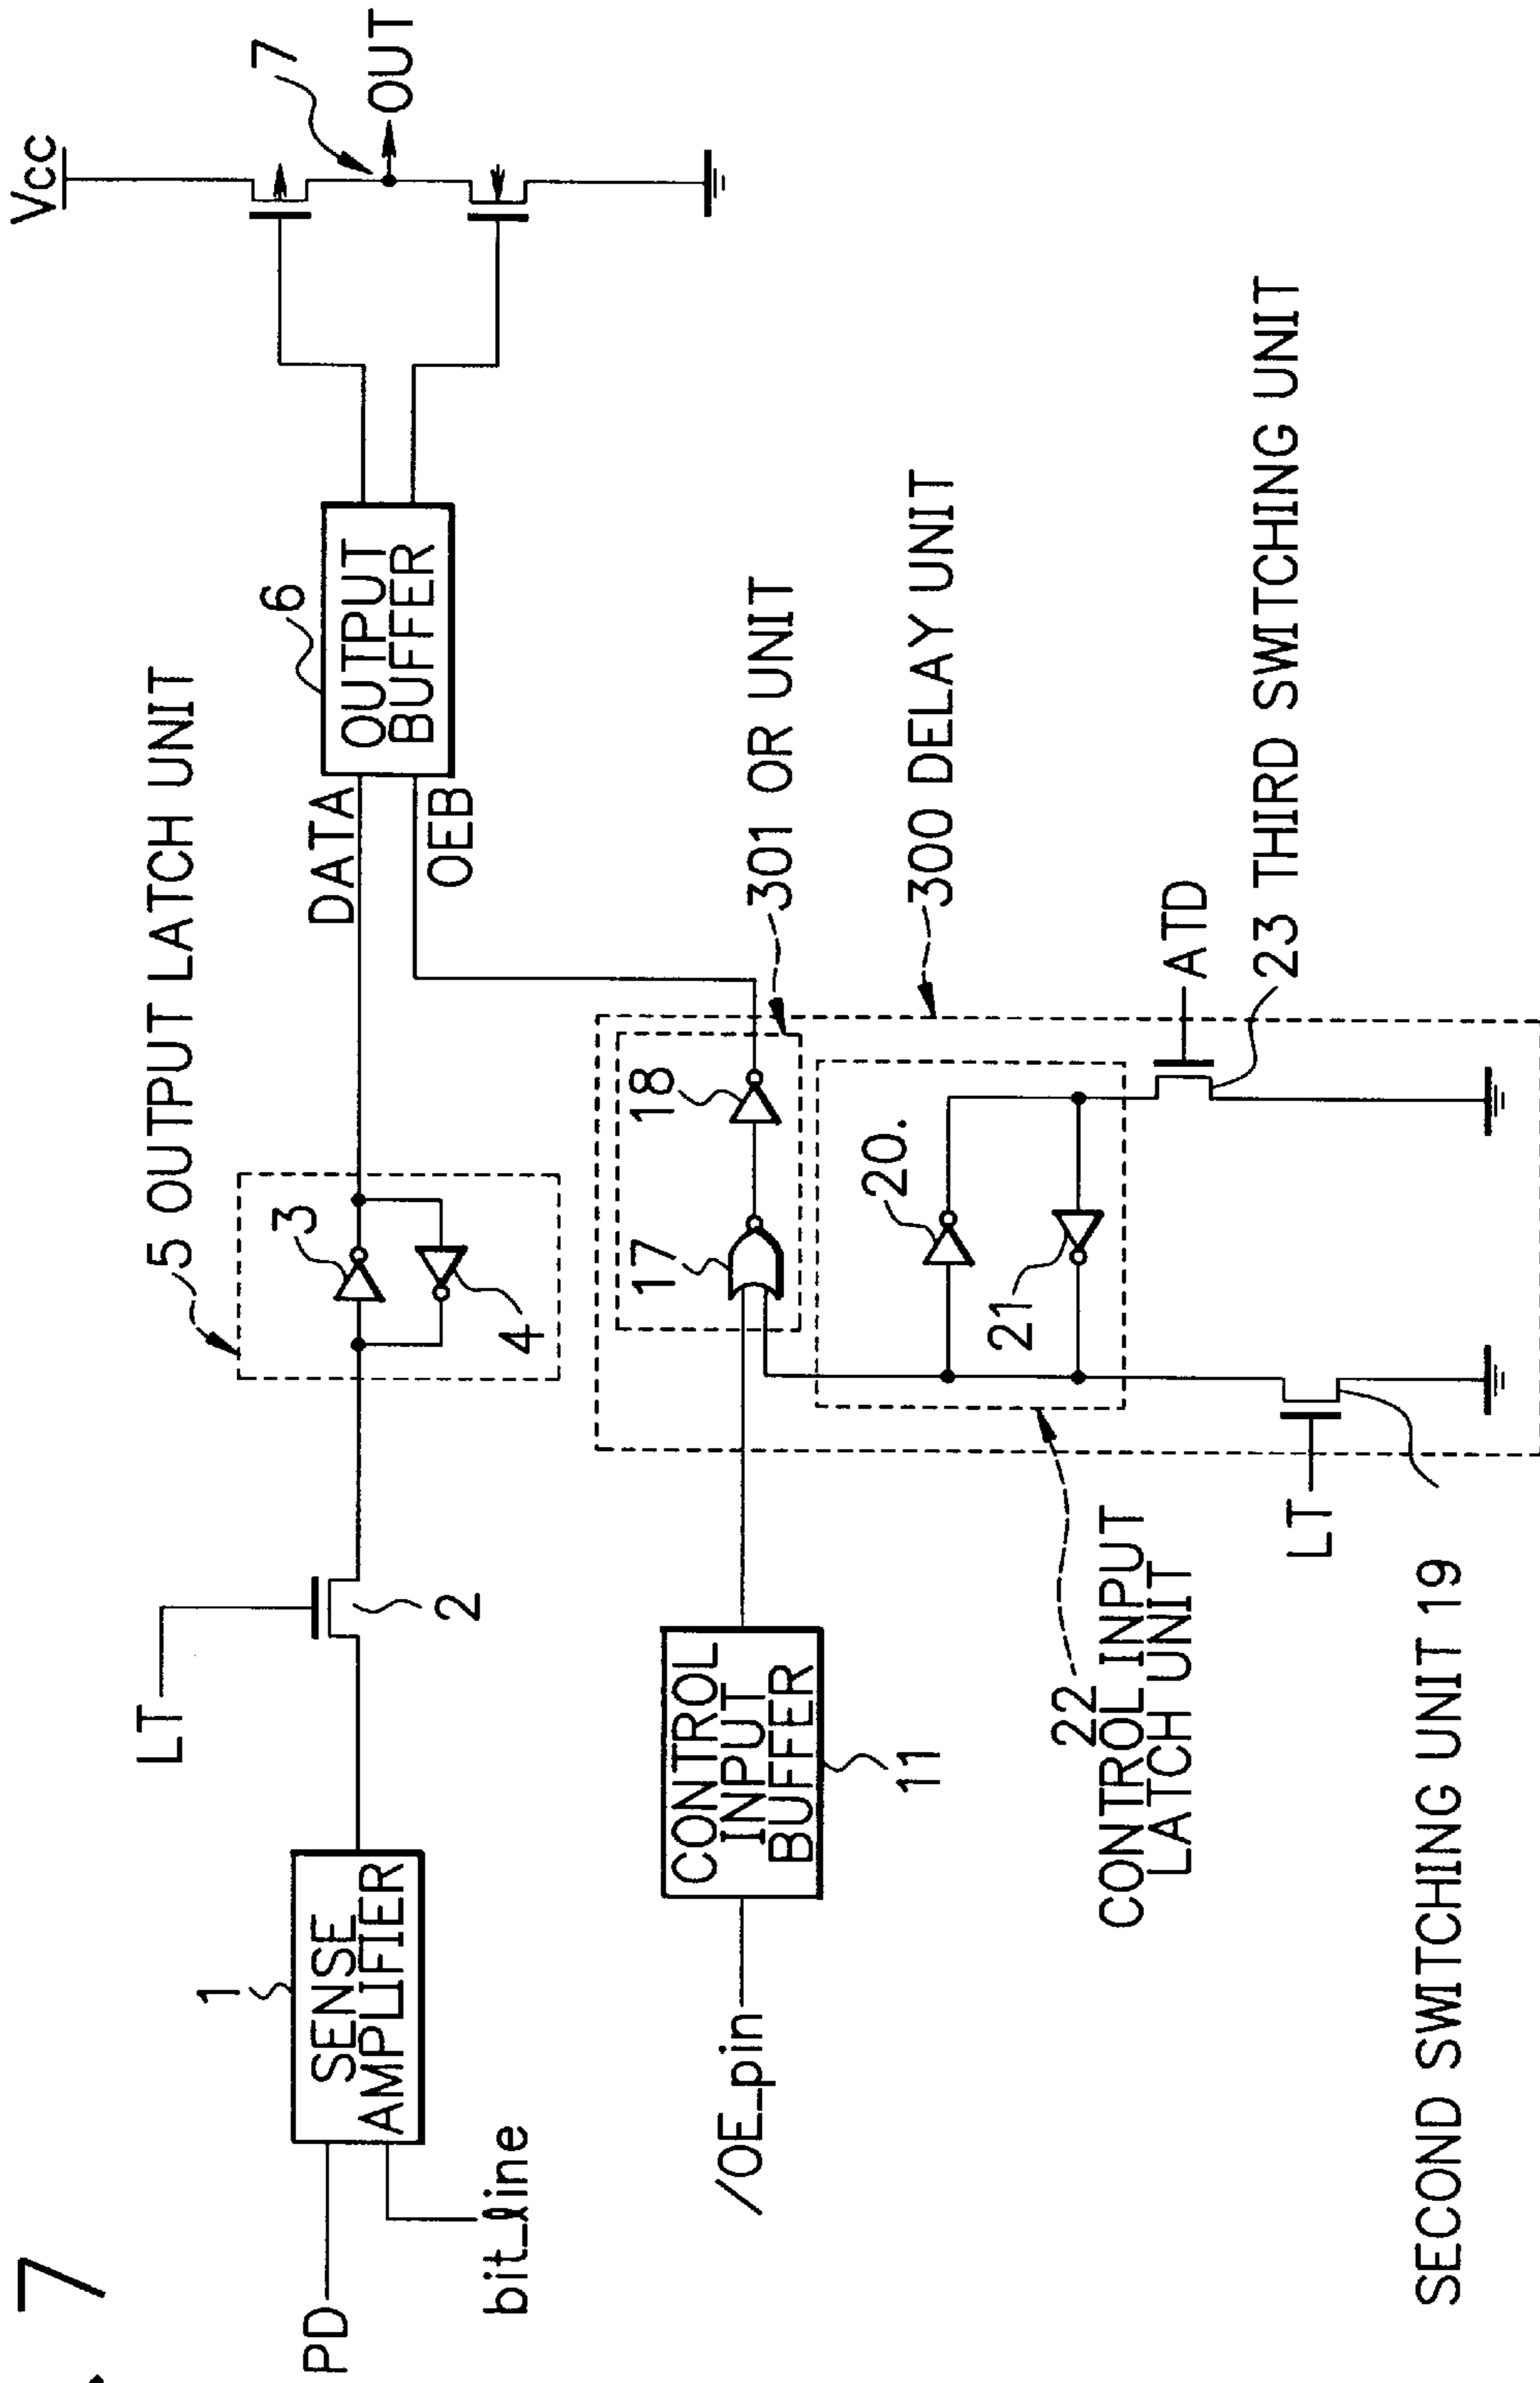 . 7
Vcc
7
OUT
5 OUTPUT LATCH UNIT
6
OUTPUT
BUFFER
LT
1
SENSE
AMPLIFIER
PD
bit_line
2
3
4
DATA
OEB
/OE_pin
CONTROL
INPUT
BUFFER
11
17
18
301 OR UNIT
300 DELAY UNIT
20.
21
22
CONTROL INPUT
LATCH UNIT
ATD
23 THIRD SWITCHING UNIT
LT
SECOND SWITCHING UNIT 19